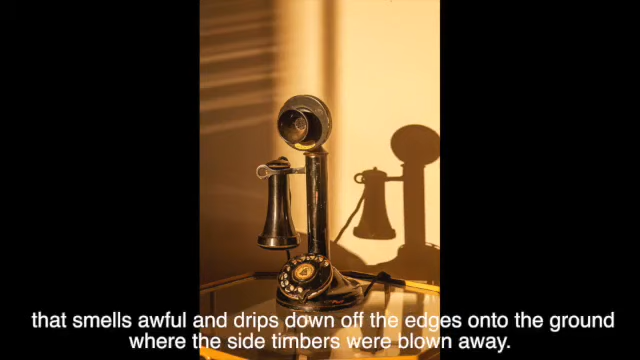 that smells awful and drips down off the edges onto the ground
where the side timbers were blown away.